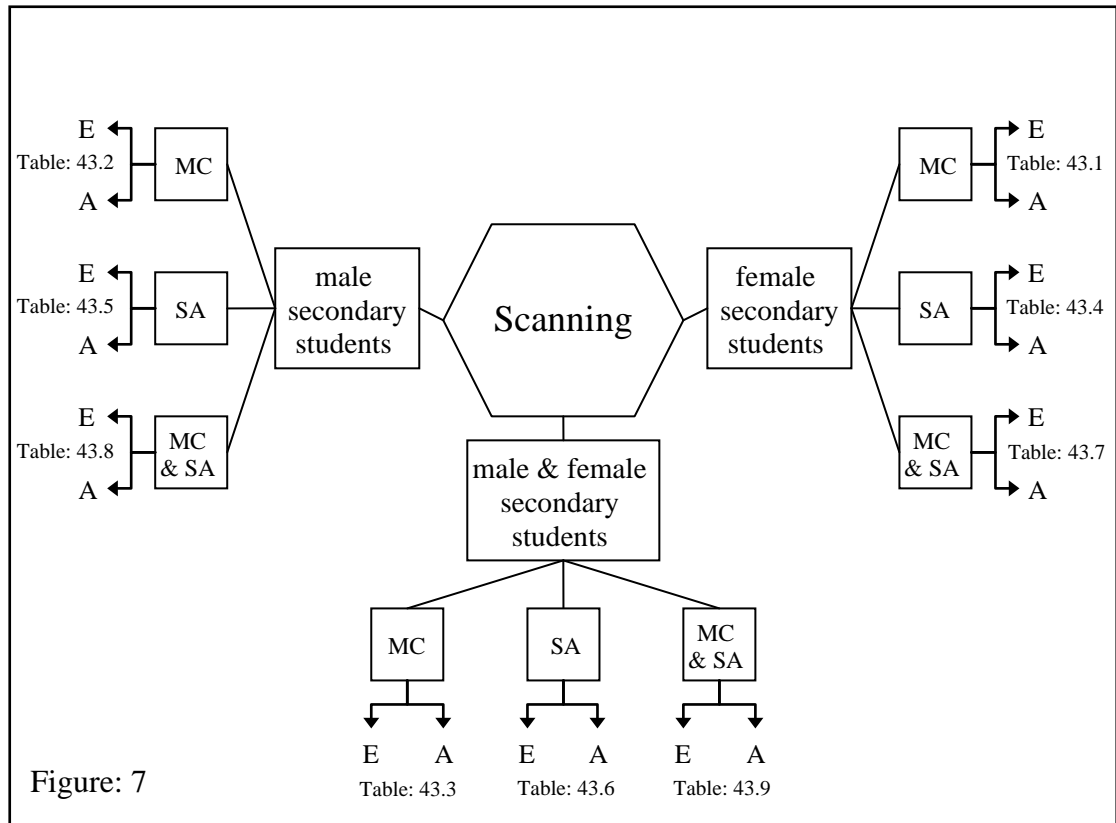 E
Table: 43.2
A
MC
E
Table: 43.5
A
SA
E
Table: 43.8
A
MC
& SA
male
secondary
students
Scanning
female
secondary
students
MC
E
Table: 43.1
A
SA
E
Table: 43.4
A
MC
& SA
E
Table: 43.7
A
male & female
secondary
students
MC
E A
Table: 43.3
SA
E A
Table: 43.6
MC
& SA
E A
Table: 43.9
Figure: 7